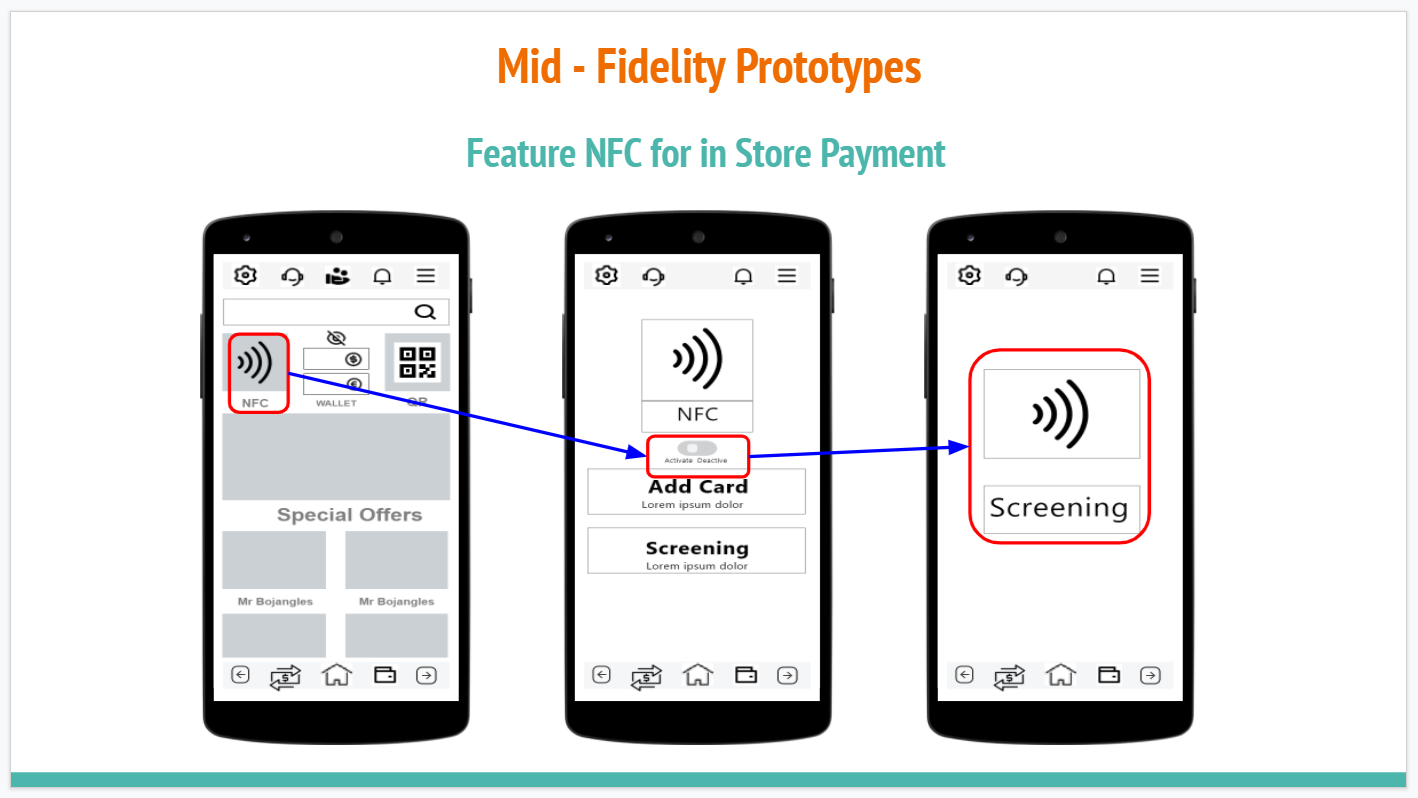 Mid - Fidelity Prototypes
Feature NFC for in Store Payment
NFC
WALLET
QR
Special Offers
Mr Bojangles
Mr Bojangles
NFC
Activate Deactive
Add Card
Lorem ipsum dolor
Screening
Lorem ipsum dolor
Screening